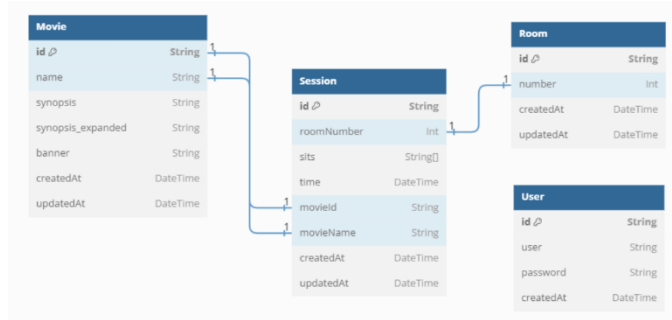 Movie
id String
name String
synopsis String
synopsis_expanded String
banner String
createdAt DateTime
updatedAt DateTime
1
1
Session
id String
roomNumber Int
sits String[]
time DateTime
movieId String
movieName String
createdAt DateTime
updatedAt DateTime
1
1
1
1
Room
id String
number Int
createdAt DateTime
updatedAt DateTime
User
id String
user String
password String
createdAt DateTime